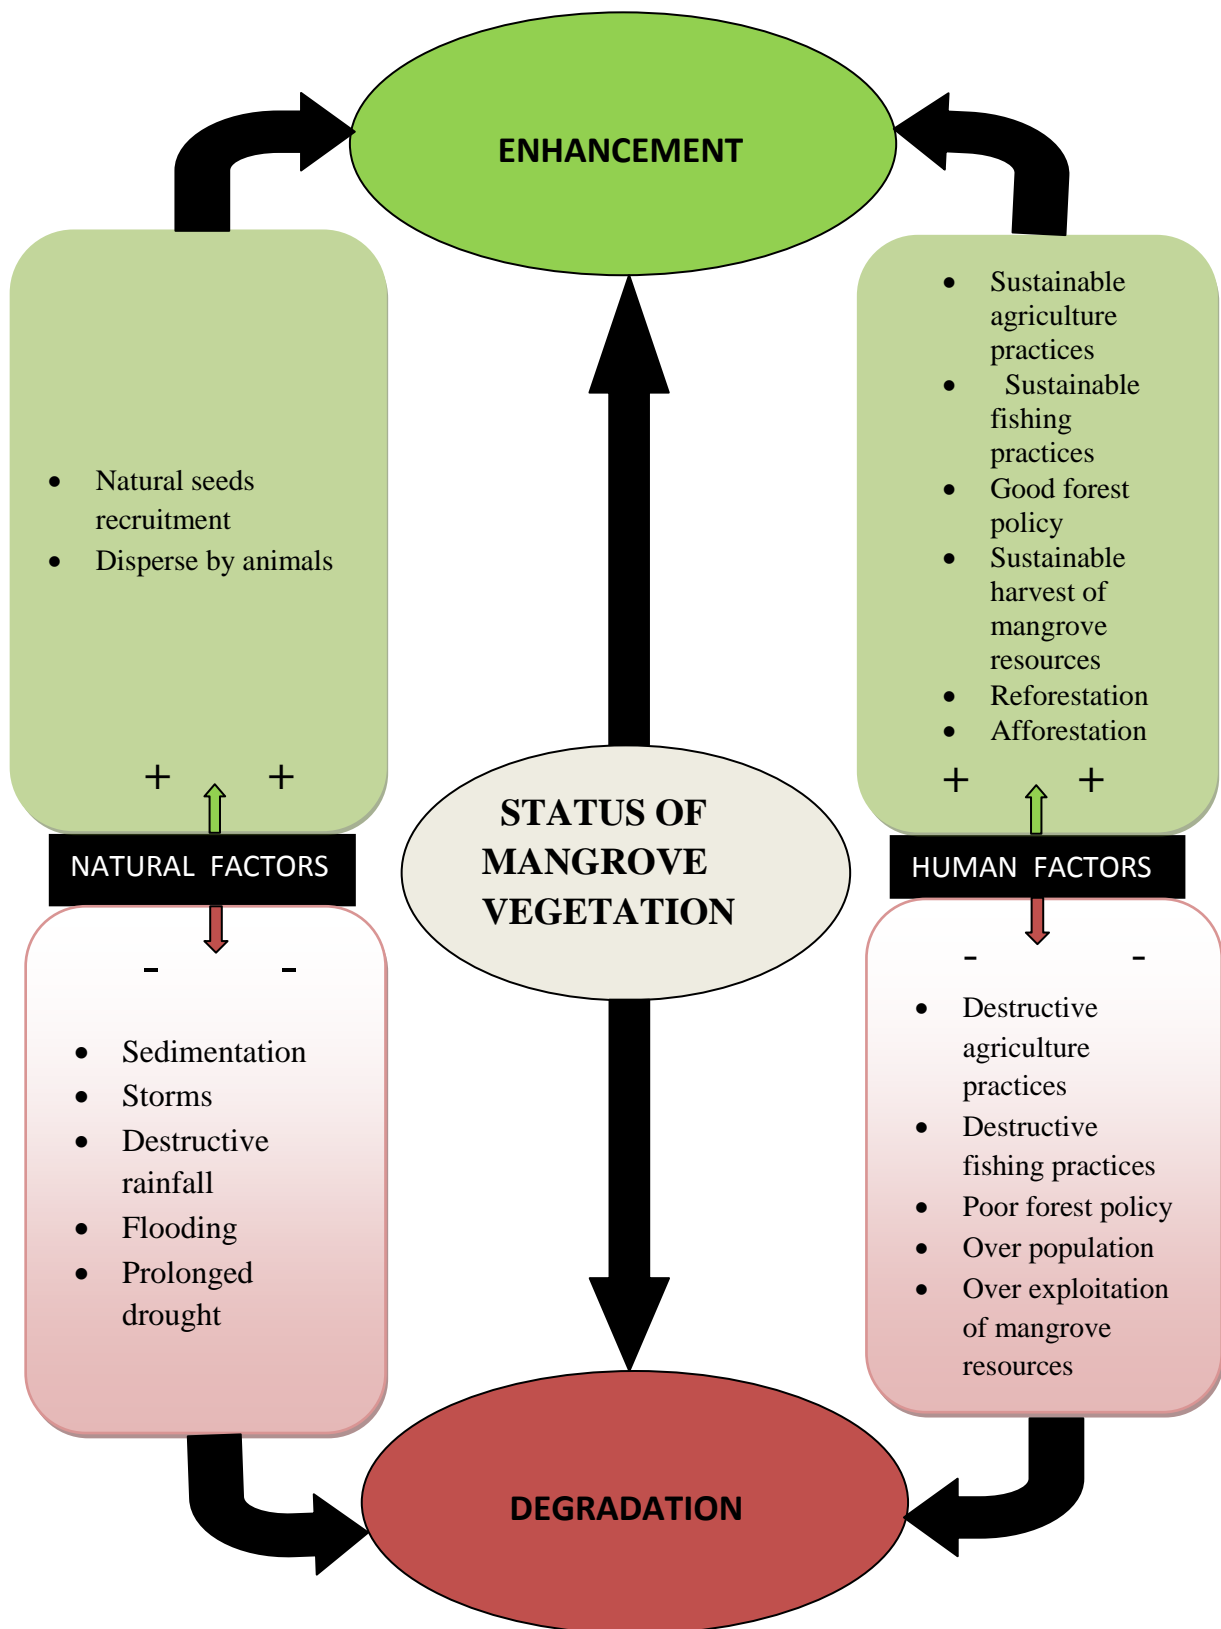 ENHANCEMENT
• Natural seeds
recruitment
• Disperse by animals
+ +
NATURAL FACTORS
- -
• Sedimentation
• Storms
• Destructive
rainfall
• Flooding
• Prolonged
drought
STATUS OF
MANGROVE
VEGETATION
• Sustainable
agriculture
practices
• Sustainable
fishing
practices
• Good forest
policy
• Sustainable
harvest of
mangrove
resources
• Reforestation
• Afforestation
+ +
HUMAN FACTORS
- -
• Destructive
agriculture
practices
• Destructive
fishing practices
• Poor forest policy
• Over population
• Over exploitation
of mangrove
resources
DEGRADATION